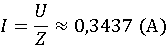 I = U/Z ≈ 0,3437 (A)